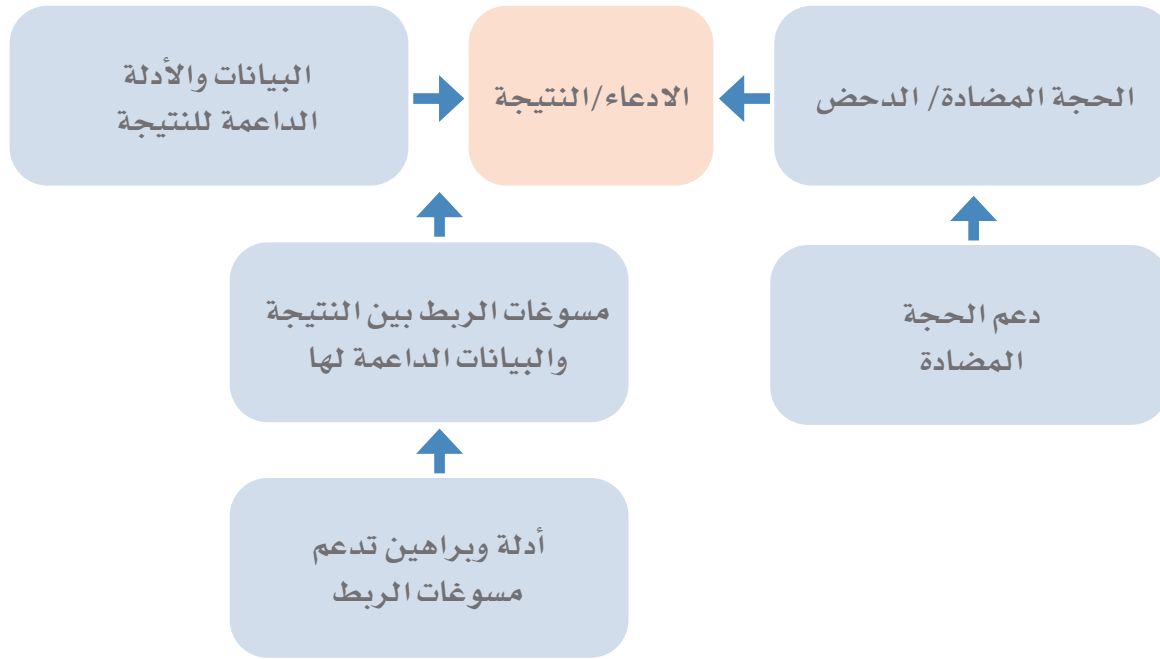 الحجة المضادة/ الدحض
الادعاء/النتيجة
البيانات والأدلة
الداعمة للنتيجة
دعم الحجة
المضادة
مسوغات الربط بين النتيجة
والبيانات الداعمة لها
أدلة وبراهين تدعم
مسوغات الربط